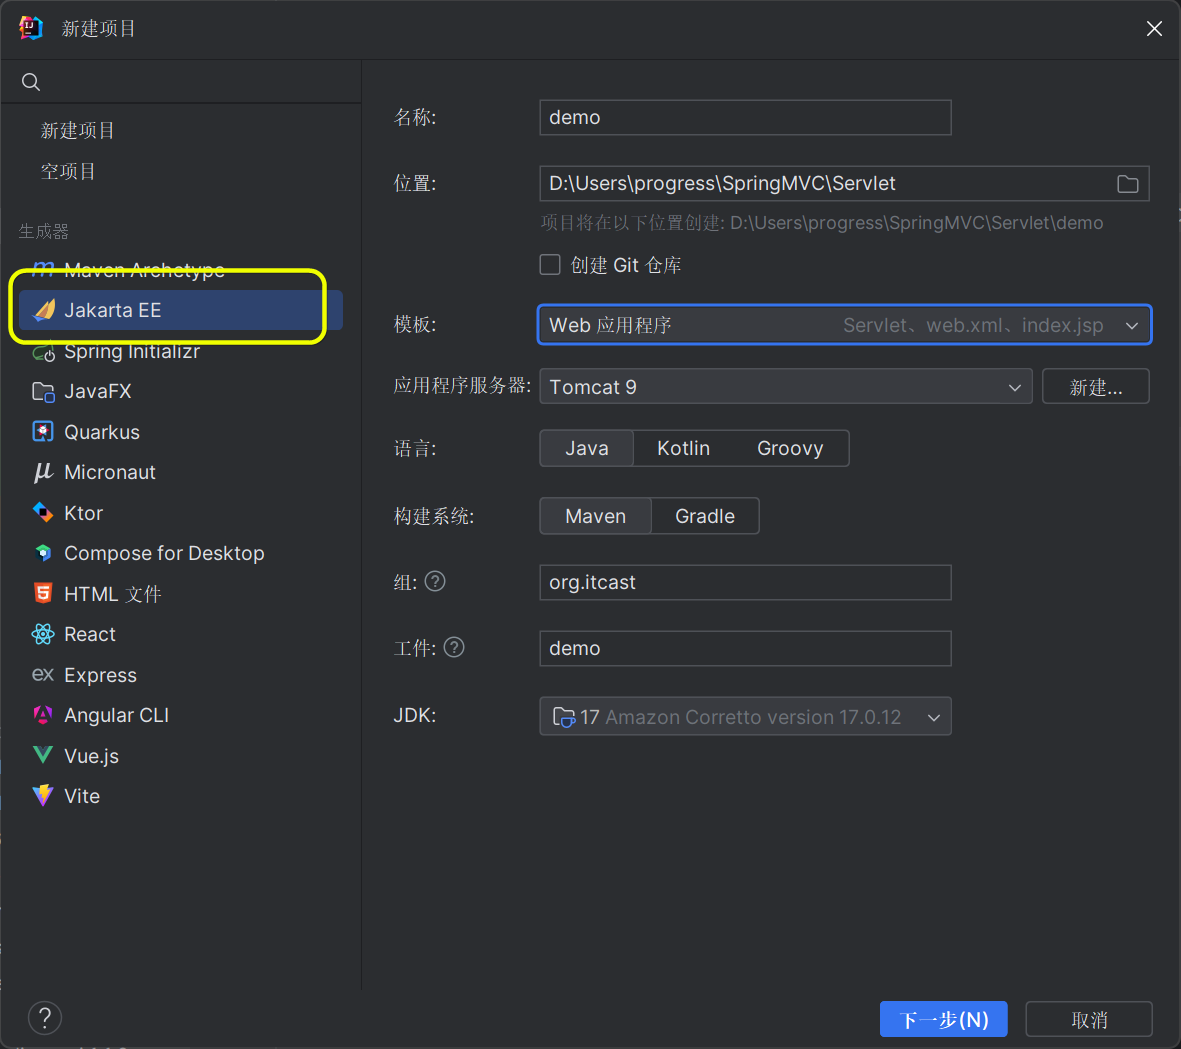 新建项目
新建项目
空项目
生成器
Maven Archetype
Jakarta EE
Spring Initializr
JavaFX
Quarkus
Micronaut
Ktor
Compose for Desktop
HTML 文件
React
Express
Angular CLI
Vue.js
Vite
名称: demo
位置: D:\Users\progress\SpringMVC\Servlet
项目将在以下位置创建: D:\Users\progress\SpringMVC\Servlet\demo
创建 Git 仓库
模板: Web 应用程序 Servlet、web.xml、index.jsp
应用程序服务器: Tomcat 9 新建...
语言: Java Kotlin Groovy
构建系统: Maven Gradle
组: ? org.itcast
工件: ? demo
JDK: 17 Amazon Corretto version 17.0.12
? 下一步(N) 取消